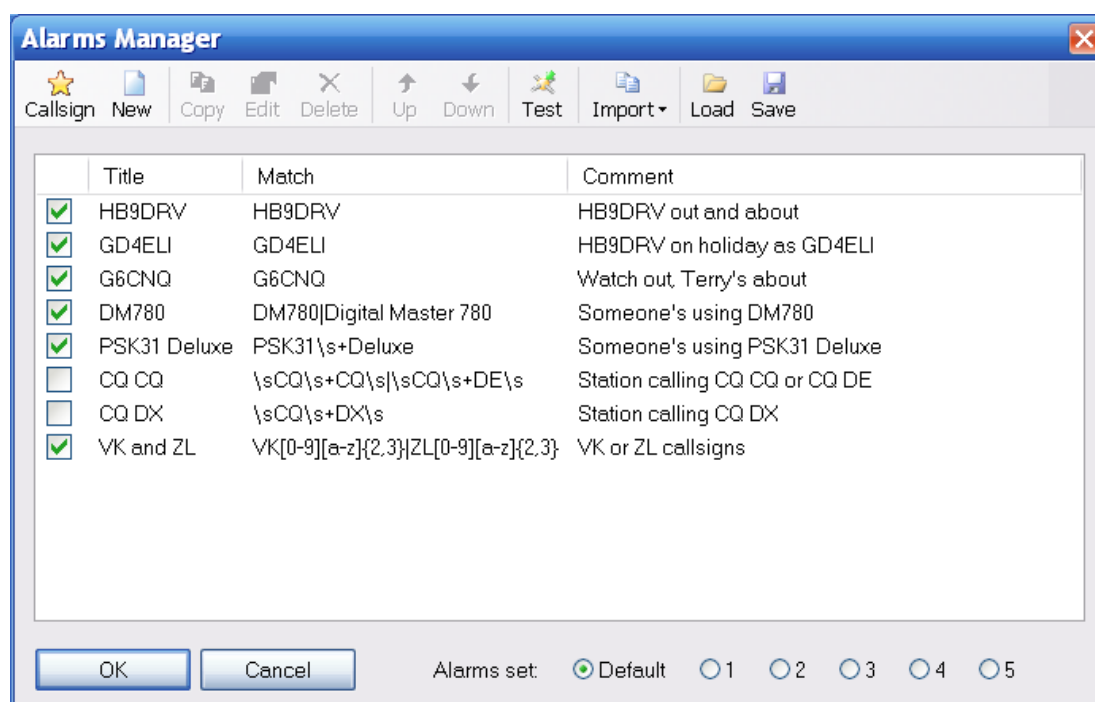 Alarms Manager
Callsign New Copy Edit Delete Up Down Test Import Load Save
Title Match Comment
HB9DRV HB9DRV HB9DRV out and about
GD4ELI GD4ELI HB9DRV on holiday as GD4ELI
G6CNQ G6CNQ Watch out, Terry's about
DM780 DM780|Digital Master 780 Someone's using DM780
PSK31 Deluxe PSK31\s+Deluxe Someone's using PSK31 Deluxe
CQ CQ \sCQ\s+CQ\s|\sCQ\s+DE\s Station calling CQ CQ or CQ DE
CQ DX \sCQ\s+DX\s Station calling CQ DX
VK and ZL VK[0-9][a-z]{2,3}|ZL[0-9][a-z]{2,3} VK or ZL callsigns
OK Cancel Alarms set: Default 1 2 3 4 5